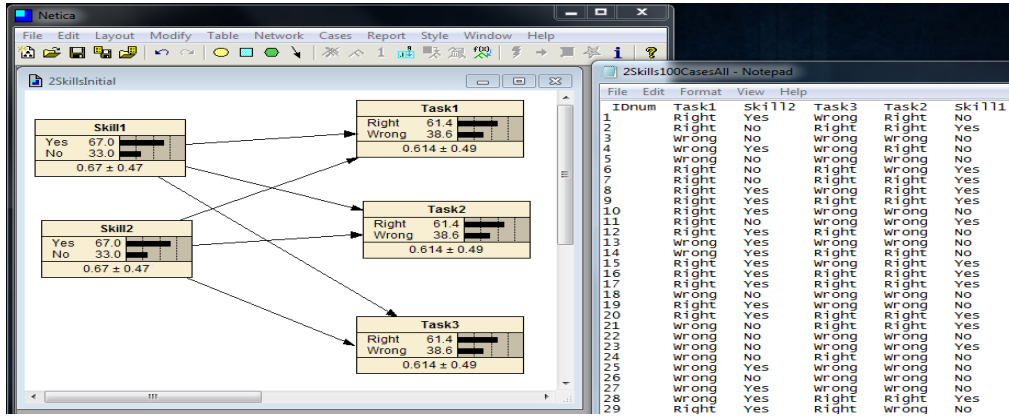 Netica
File Edit Layout Modify Table Network Cases Report Style Window Help
2SkillsInitial
Skill1
Yes 67.0
No 33.0
0.67 ± 0.47
Skill2
Yes 67.0
No 33.0
0.67 ± 0.47
Task1
Right 61.4
Wrong 38.6
0.614 ± 0.49
Task2
Right 61.4
Wrong 38.6
0.614 ± 0.49
Task3
Right 61.4
Wrong 38.6
0.614 ± 0.49
2Skills100CasesAll - Notepad
File Edit Format View Help
IDnum Task1 Skill2 Task3 Task2 Skill1
1 Right Yes Wrong Right No
2 Right No Right Right Yes
3 Wrong No Wrong Wrong No
4 Wrong Yes Wrong Right No
5 Wrong No Wrong Wrong No
6 Right No Right Wrong Yes
7 Right No Right Right Yes
8 Right Yes Wrong Right Yes
9 Right Yes Right Right Yes
10 Right Yes Wrong Wrong No
11 Right No Wrong Wrong Yes
12 Right Yes Right Wrong No
13 Wrong Yes Wrong Wrong No
14 Wrong Yes Right Wrong No
15 Right Yes Wrong Right Yes
16 Right Yes Right Right Yes
17 Right Yes Right Right Yes
18 Wrong No Wrong Wrong No
19 Right Yes Wrong Wrong No
20 Right Yes Right Right Yes
21 Wrong No Right Right Yes
22 Wrong No Wrong Wrong No
23 Wrong No Wrong Wrong Yes
24 Wrong No Right Wrong No
25 Wrong Yes Wrong Wrong No
26 Wrong No Wrong Wrong No
27 Wrong Yes Wrong Wrong No
28 Wrong Yes Right Right Yes
29 Right Yes Right Wrong No